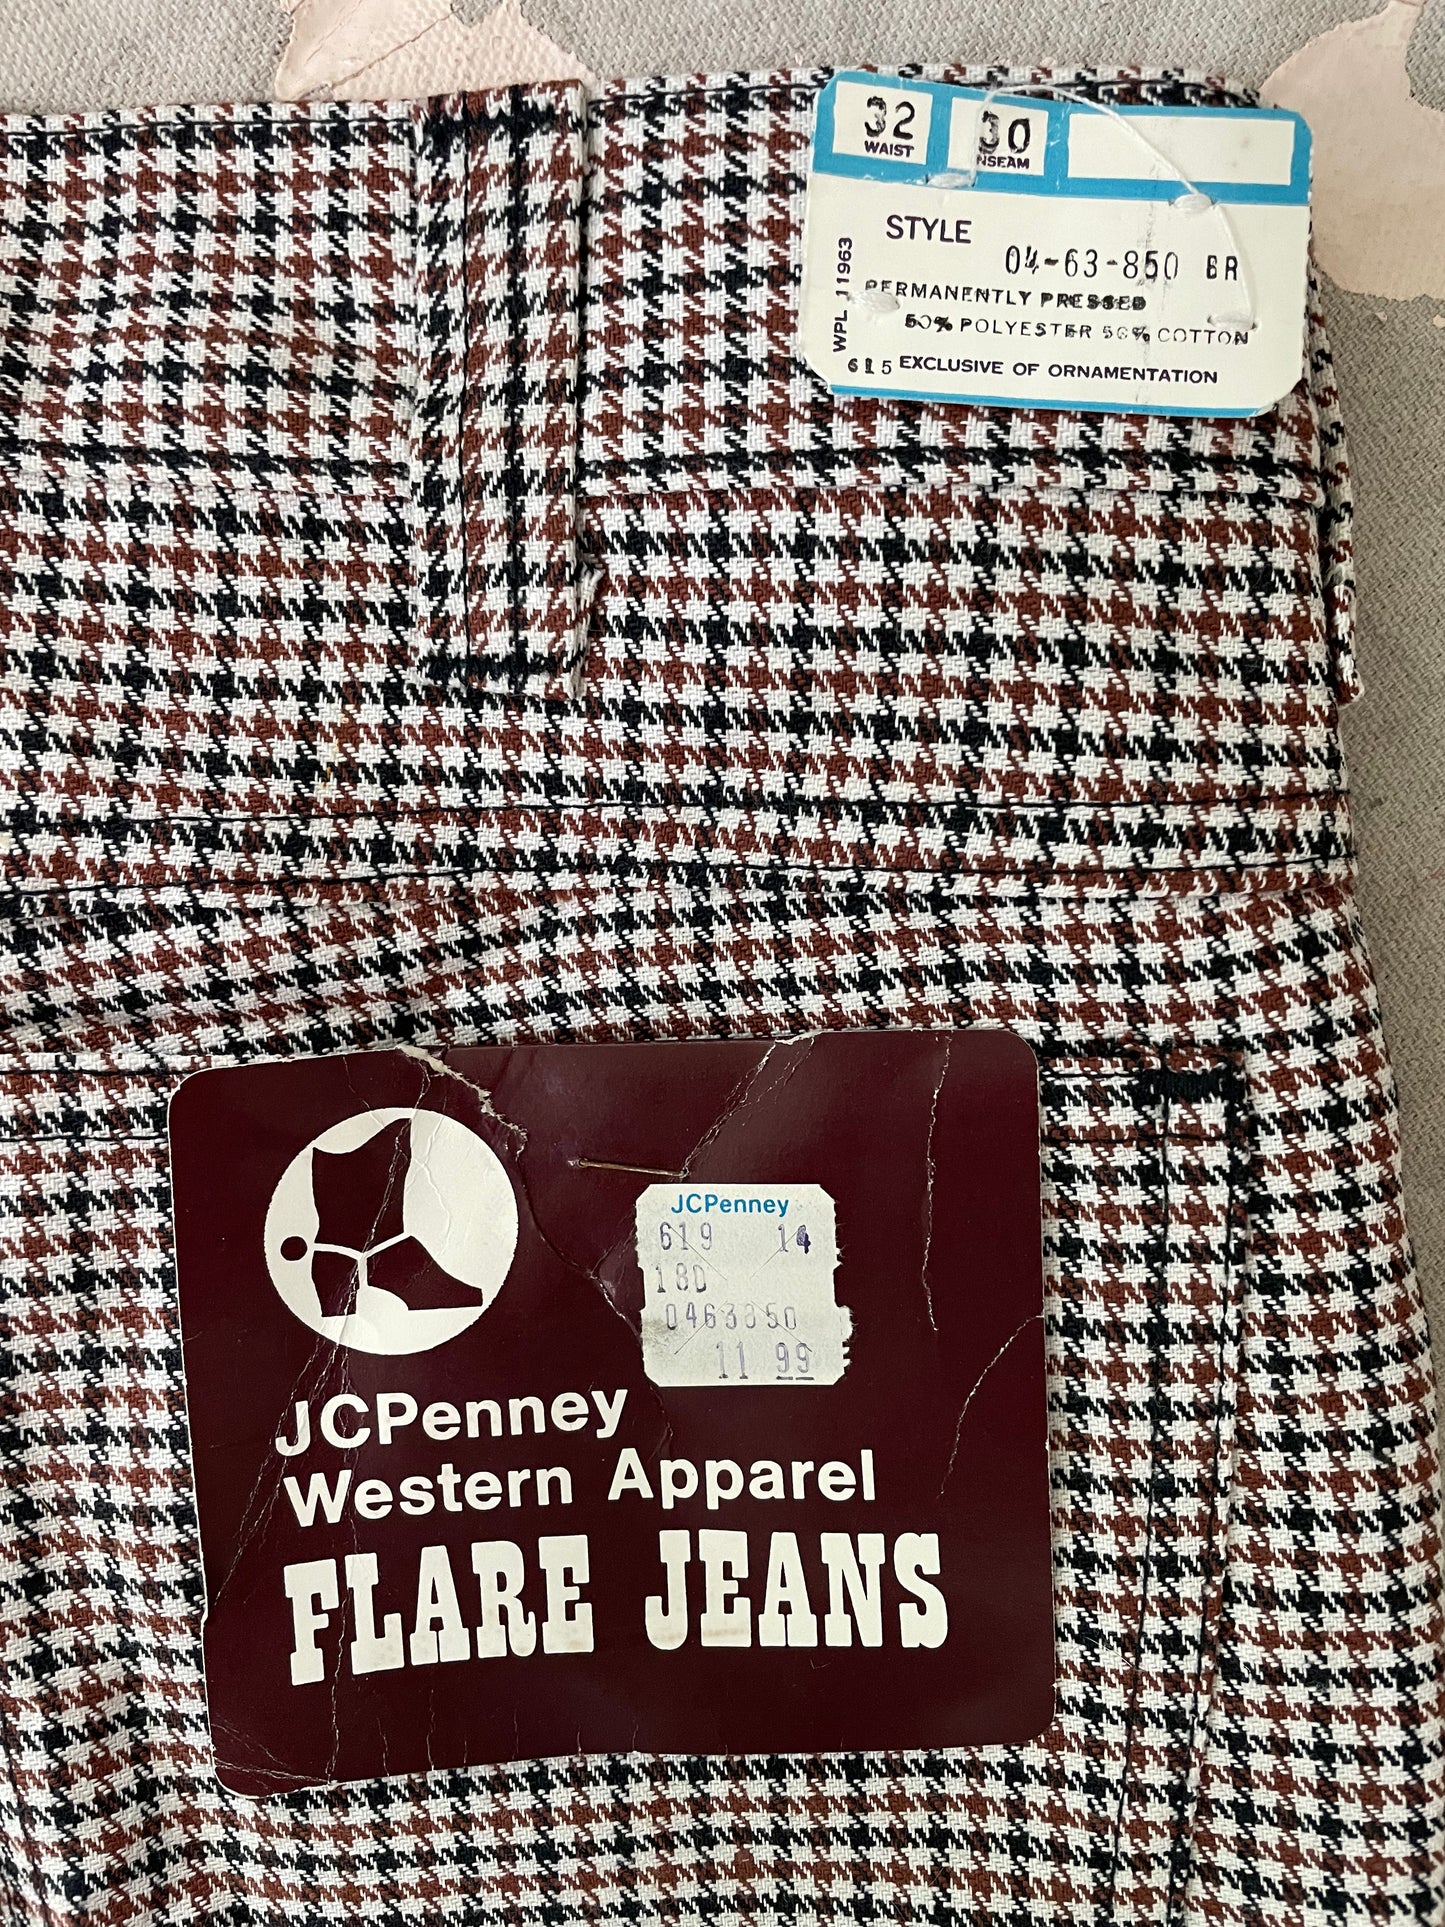 32 30
WAIST INSEAM
STYLE
04-63-850 BR
PERMANENTLY PRESSED
50% POLYESTER 50% COTTON
615 EXCLUSIVE OF ORNAMENTATION
WPL 11963
JCPenney
619 14
18D
0463850
11 99
JCPenney
Western Apparel
FLARE JEANS